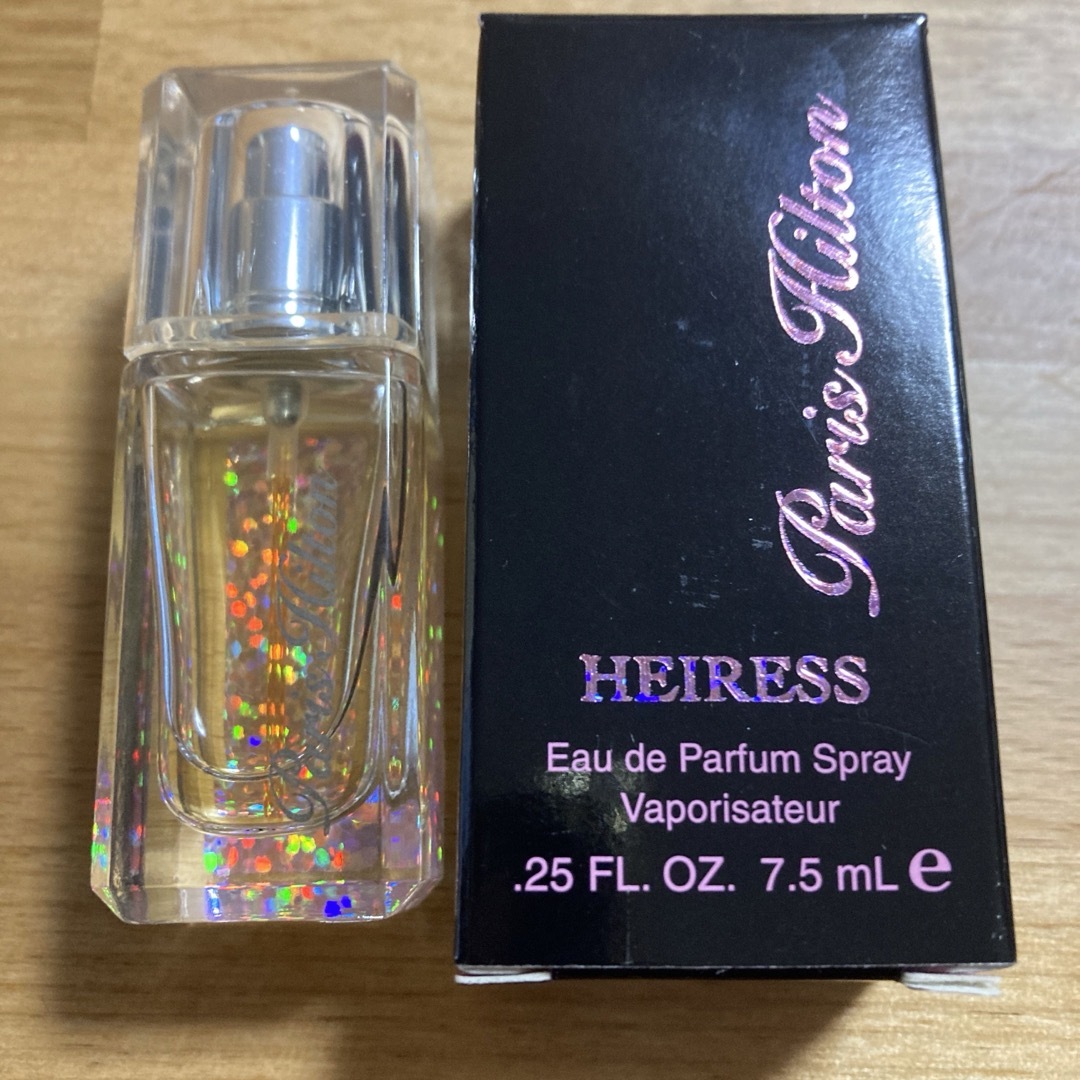 Paris Hilton
Paris Hilton
HEIRESS
Eau de Parfum Spray
Vaporisateur
.25 FL. OZ. 7.5 mL ℮